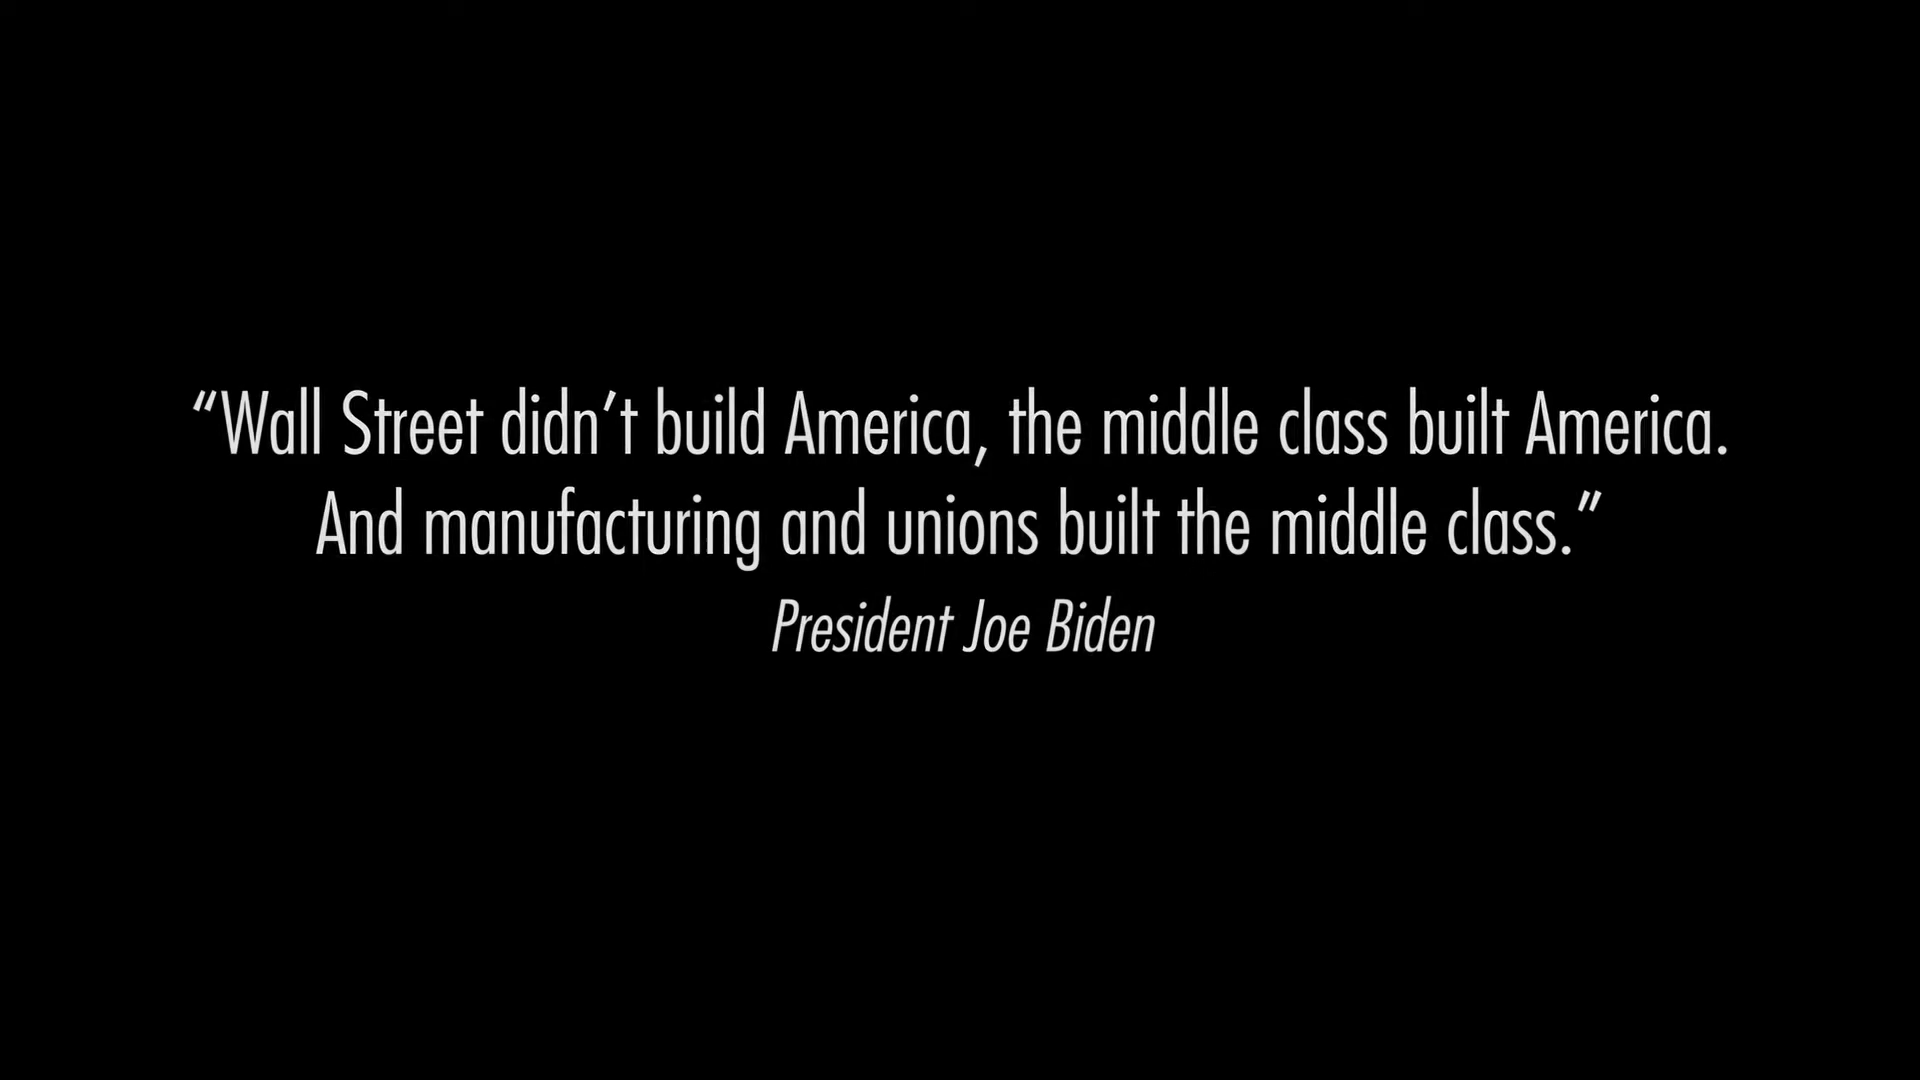 “Wall Street didn’t build America, the middle class built America.
And manufacturing and unions built the middle class.”
President Joe Biden